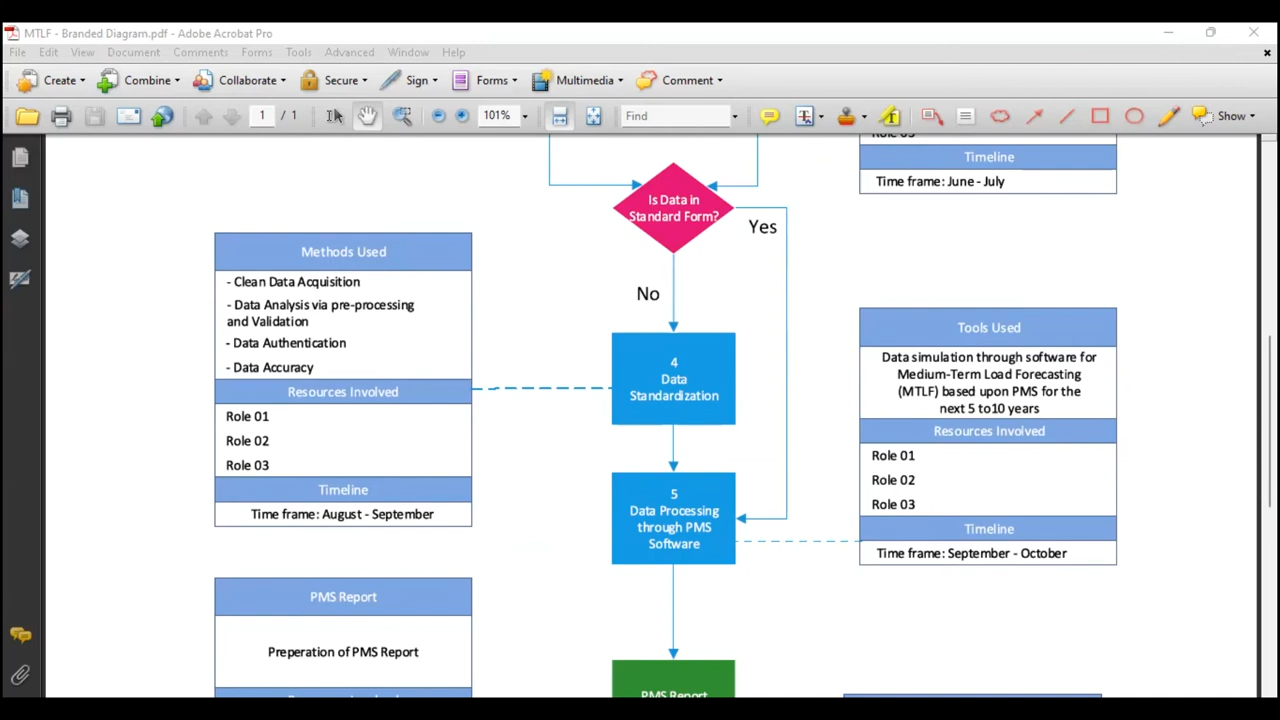 MTLF - Branded Diagram.pdf - Adobe Acrobat Pro
File Edit View Document Comments Forms Tools Advanced Window Help
Create Combine Collaborate Secure Sign Forms Multimedia Comment
1 / 1 101% Find Show
Timeline
Time frame: June - July
Is Data in
Standard Form?
Yes
No
Methods Used
- Clean Data Acquisition
- Data Analysis via pre-processing
and Validation
- Data Authentication
- Data Accuracy
Resources Involved
Role 01
Role 02
Role 03
Timeline
Time frame: August - September
4
Data
Standardization
Tools Used
Data simulation through software for
Medium-Term Load Forecasting
(MTLF) based upon PMS for the
next 5 to10 years
Resources Involved
Role 01
Role 02
Role 03
Timeline
Time frame: September - October
5
Data Processing
through PMS
Software
PMS Report
Preperation of PMS Report
PMS Report